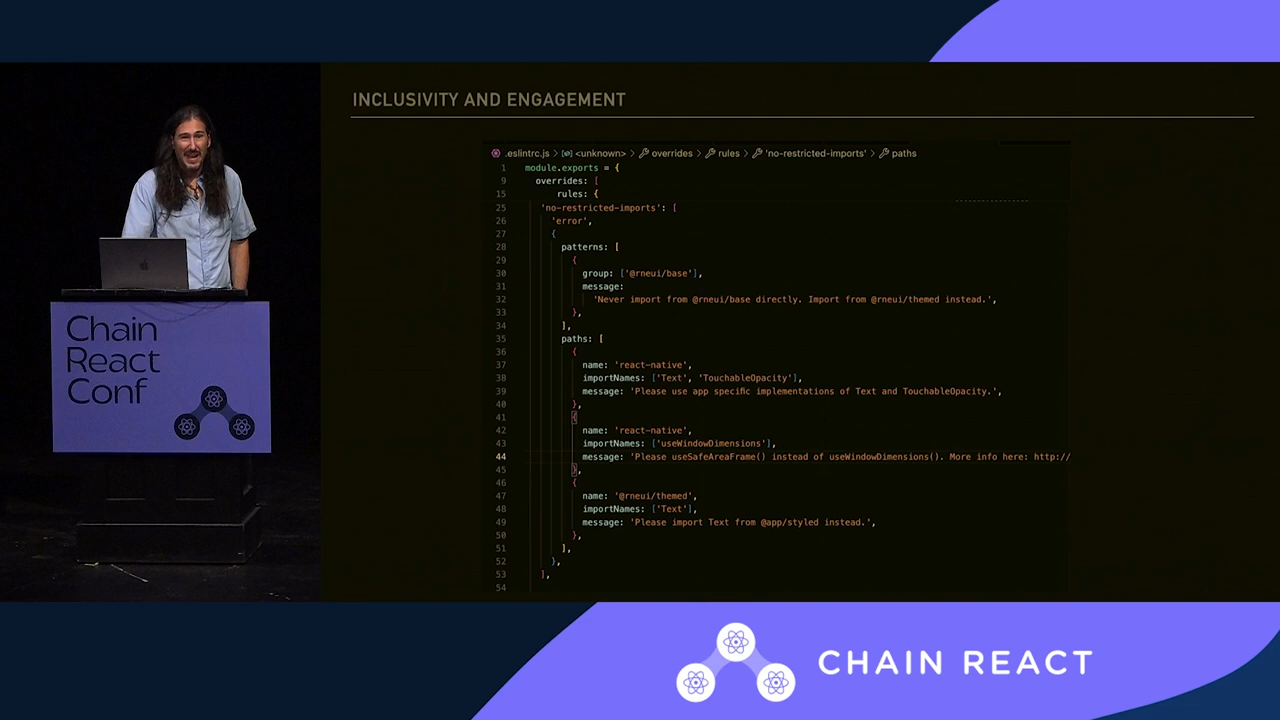 INCLUSIVITY AND ENGAGEMENT
.eslintrc.js > <unknown> > overrides > rules > 'no-restricted-imports' > paths
1 module.exports = {
9 overrides: [
15 rules: {
25 'no-restricted-imports': [
26 'error',
27 {
28 patterns: [
29 {
30 group: ['@rneui/base'],
31 message:
32 'Never import from @rneui/base directly. Import from @rneui/themed instead.',
33 },
34 ],
35 paths: [
36 {
37 name: 'react-native',
38 importNames: ['Text', 'TouchableOpacity'],
39 message: 'Please use app specific implementations of Text and TouchableOpacity.',
40 },
41 {
42 name: 'react-native',
43 importNames: ['useWindowDimensions'],
44 message: 'Please useSafeAreaFrame() instead of useWindowDimensions(). More info here: http://
45 },
46 {
47 name: '@rneui/themed',
48 importNames: ['Text'],
49 message: 'Please import Text from @app/styled instead.',
50 },
51 ],
52 },
53 ],
54
Chain
React
Conf
CHAIN REACT